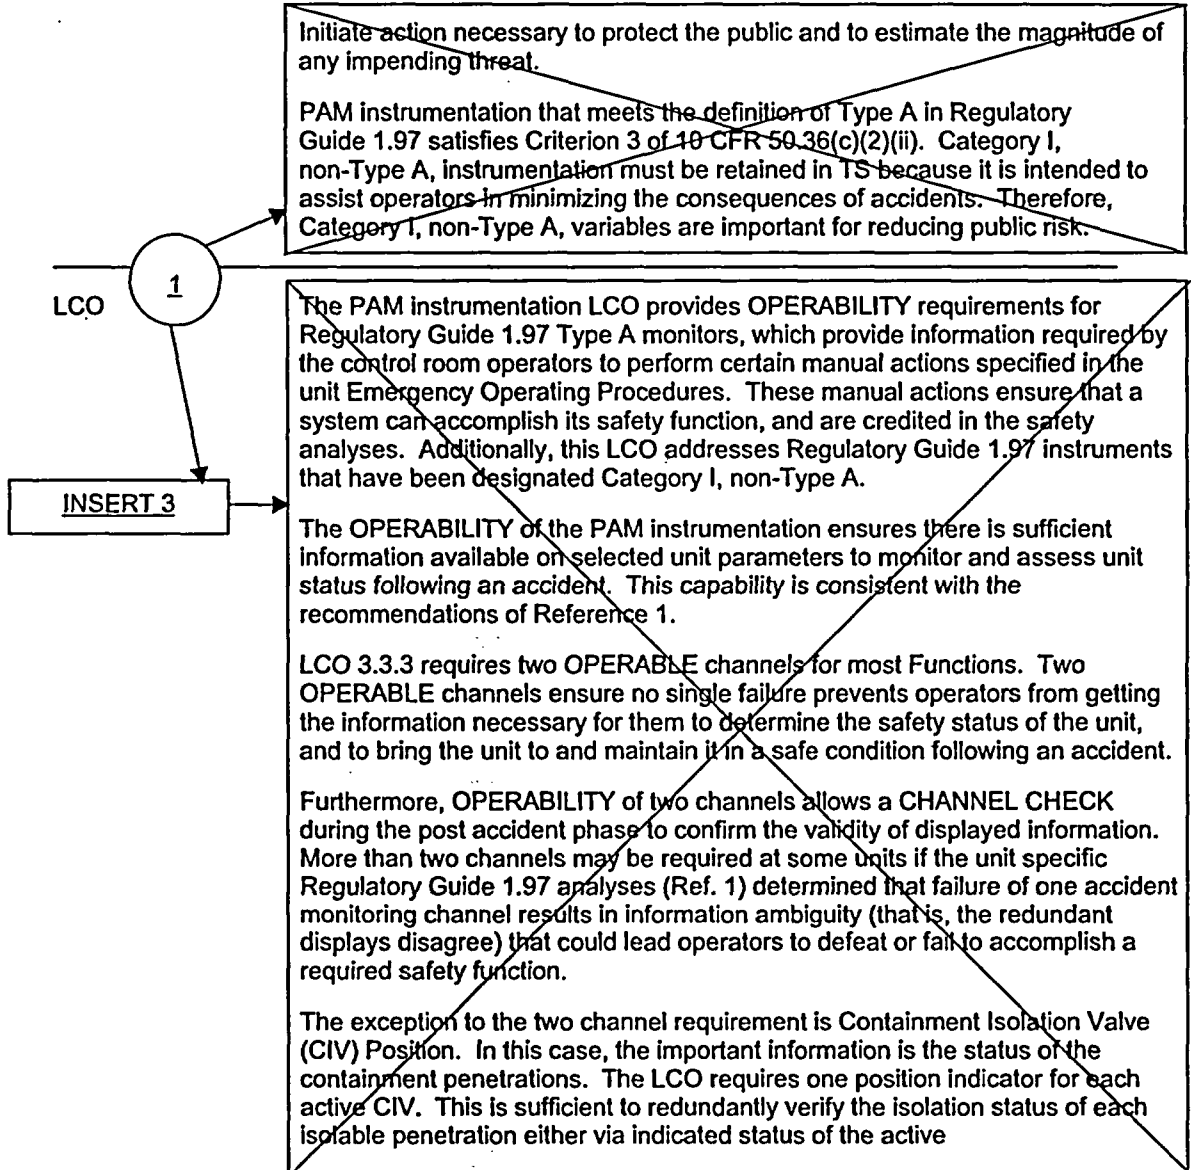 Initiate action necessary to protect the public and to estimate the magnitude of
any impending threat.
PAM instrumentation that meets the definition of Type A in Regulatory
Guide 1.97 satisfies Criterion 3 of 10 CFR 50.36(c)(2)(ii). Category I,
non-Type A, instrumentation must be retained in TS because it is intended to
assist operators in minimizing the consequences of accidents. Therefore,
Category I, non-Type A, variables are important for reducing public risk.
1
LCO
The PAM instrumentation LCO provides OPERABILITY requirements for
Regulatory Guide 1.97 Type A monitors, which provide information required by
the control room operators to perform certain manual actions specified in the
unit Emergency Operating Procedures. These manual actions ensure that a
system can accomplish its safety function, and are credited in the safety
analyses. Additionally, this LCO addresses Regulatory Guide 1.97 instruments
that have been designated Category I, non-Type A.
INSERT 3
The OPERABILITY of the PAM instrumentation ensures there is sufficient
information available on selected unit parameters to monitor and assess unit
status following an accident. This capability is consistent with the
recommendations of Reference 1.
LCO 3.3.3 requires two OPERABLE channels for most Functions. Two
OPERABLE channels ensure no single failure prevents operators from getting
the information necessary for them to determine the safety status of the unit,
and to bring the unit to and maintain it in a safe condition following an accident.
Furthermore, OPERABILITY of two channels allows a CHANNEL CHECK
during the post accident phase to confirm the validity of displayed information.
More than two channels may be required at some units if the unit specific
Regulatory Guide 1.97 analyses (Ref. 1) determined that failure of one accident
monitoring channel results in information ambiguity (that is, the redundant
displays disagree) that could lead operators to defeat or fail to accomplish a
required safety function.
The exception to the two channel requirement is Containment Isolation Valve
(CIV) Position. In this case, the important information is the status of the
containment penetrations. The LCO requires one position indicator for each
active CIV. This is sufficient to redundantly verify the isolation status of each
isolable penetration either via indicated status of the active